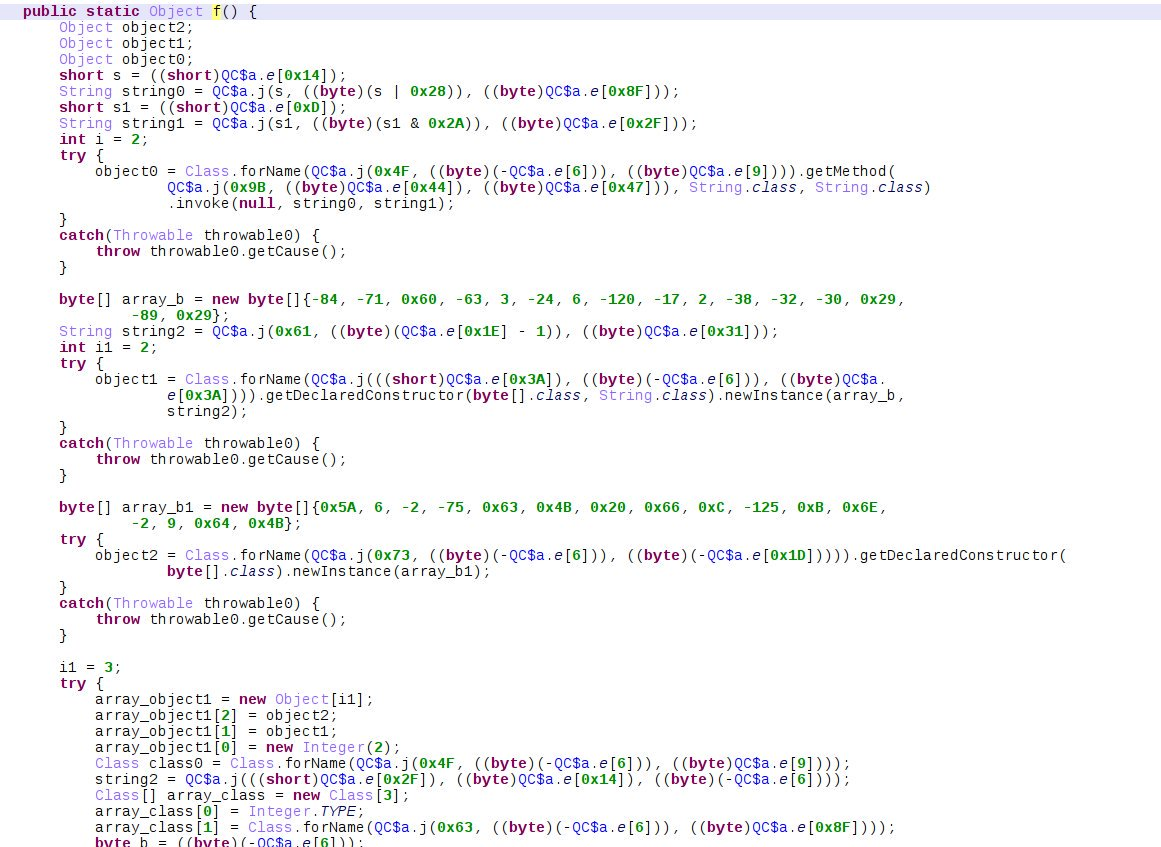 public static Object f() {
Object object2;
Object object1;
Object object0;
short s = ((short)QC$a.e[0x14]);
String string0 = QC$a.j(s, ((byte)(s | 0x28)), ((byte)QC$a.e[0x8F]));
short s1 = ((short)QC$a.e[0xD]);
String string1 = QC$a.j(s1, ((byte)(s1 & 0x2A)), ((byte)QC$a.e[0x2F]));
int i = 2;
try {
object0 = Class.forName(QC$a.j(0x4F, ((byte)(-QC$a.e[6])), ((byte)QC$a.e[9]))).getMethod(
QC$a.j(0x9B, ((byte)QC$a.e[0x44]), ((byte)QC$a.e[0x47])), String.class, String.class)
.invoke(null, string0, string1);
}
catch(Throwable throwable0) {
throw throwable0.getCause();
}
byte[] array_b = new byte[]{-84, -71, 0x60, -63, 3, -24, 6, -120, -17, 2, -38, -32, -30, 0x29,
-89, 0x29};
String string2 = QC$a.j(0x61, ((byte)(QC$a.e[0x1E] - 1)), ((byte)QC$a.e[0x31]));
int i1 = 2;
try {
object1 = Class.forName(QC$a.j(((short)QC$a.e[0x3A]), ((byte)(-QC$a.e[6])), ((byte)QC$a.
e[0x3A]))).getDeclaredConstructor(byte[].class, String.class).newInstance(array_b,
string2);
}
catch(Throwable throwable0) {
throw throwable0.getCause();
}
byte[] array_b1 = new byte[]{0x5A, 6, -2, -75, 0x63, 0x4B, 0x20, 0x66, 0xC, -125, 0xB, 0x6E,
-2, 9, 0x64, 0x4B};
try {
object2 = Class.forName(QC$a.j(0x73, ((byte)(-QC$a.e[6])), ((byte)(-QC$a.e[0x1D])))).getDeclaredConstructor(
byte[].class).newInstance(array_b1);
}
catch(Throwable throwable0) {
throw throwable0.getCause();
}
i1 = 3;
try {
array_object1 = new Object[i1];
array_object1[2] = object2;
array_object1[1] = object1;
array_object1[0] = new Integer(2);
Class class0 = Class.forName(QC$a.j(0x4F, ((byte)(-QC$a.e[6])), ((byte)QC$a.e[9])));
string2 = QC$a.j(((short)QC$a.e[0x2F]), ((byte)QC$a.e[0x14]), ((byte)(-QC$a.e[6])));
Class[] array_class = new Class[3];
array_class[0] = Integer.TYPE;
array_class[1] = Class.forName(QC$a.j(0x63, ((byte)(-QC$a.e[6])), ((byte)QC$a.e[0x8F])));
byte b = ((byte)(-QC$a.e[6]));